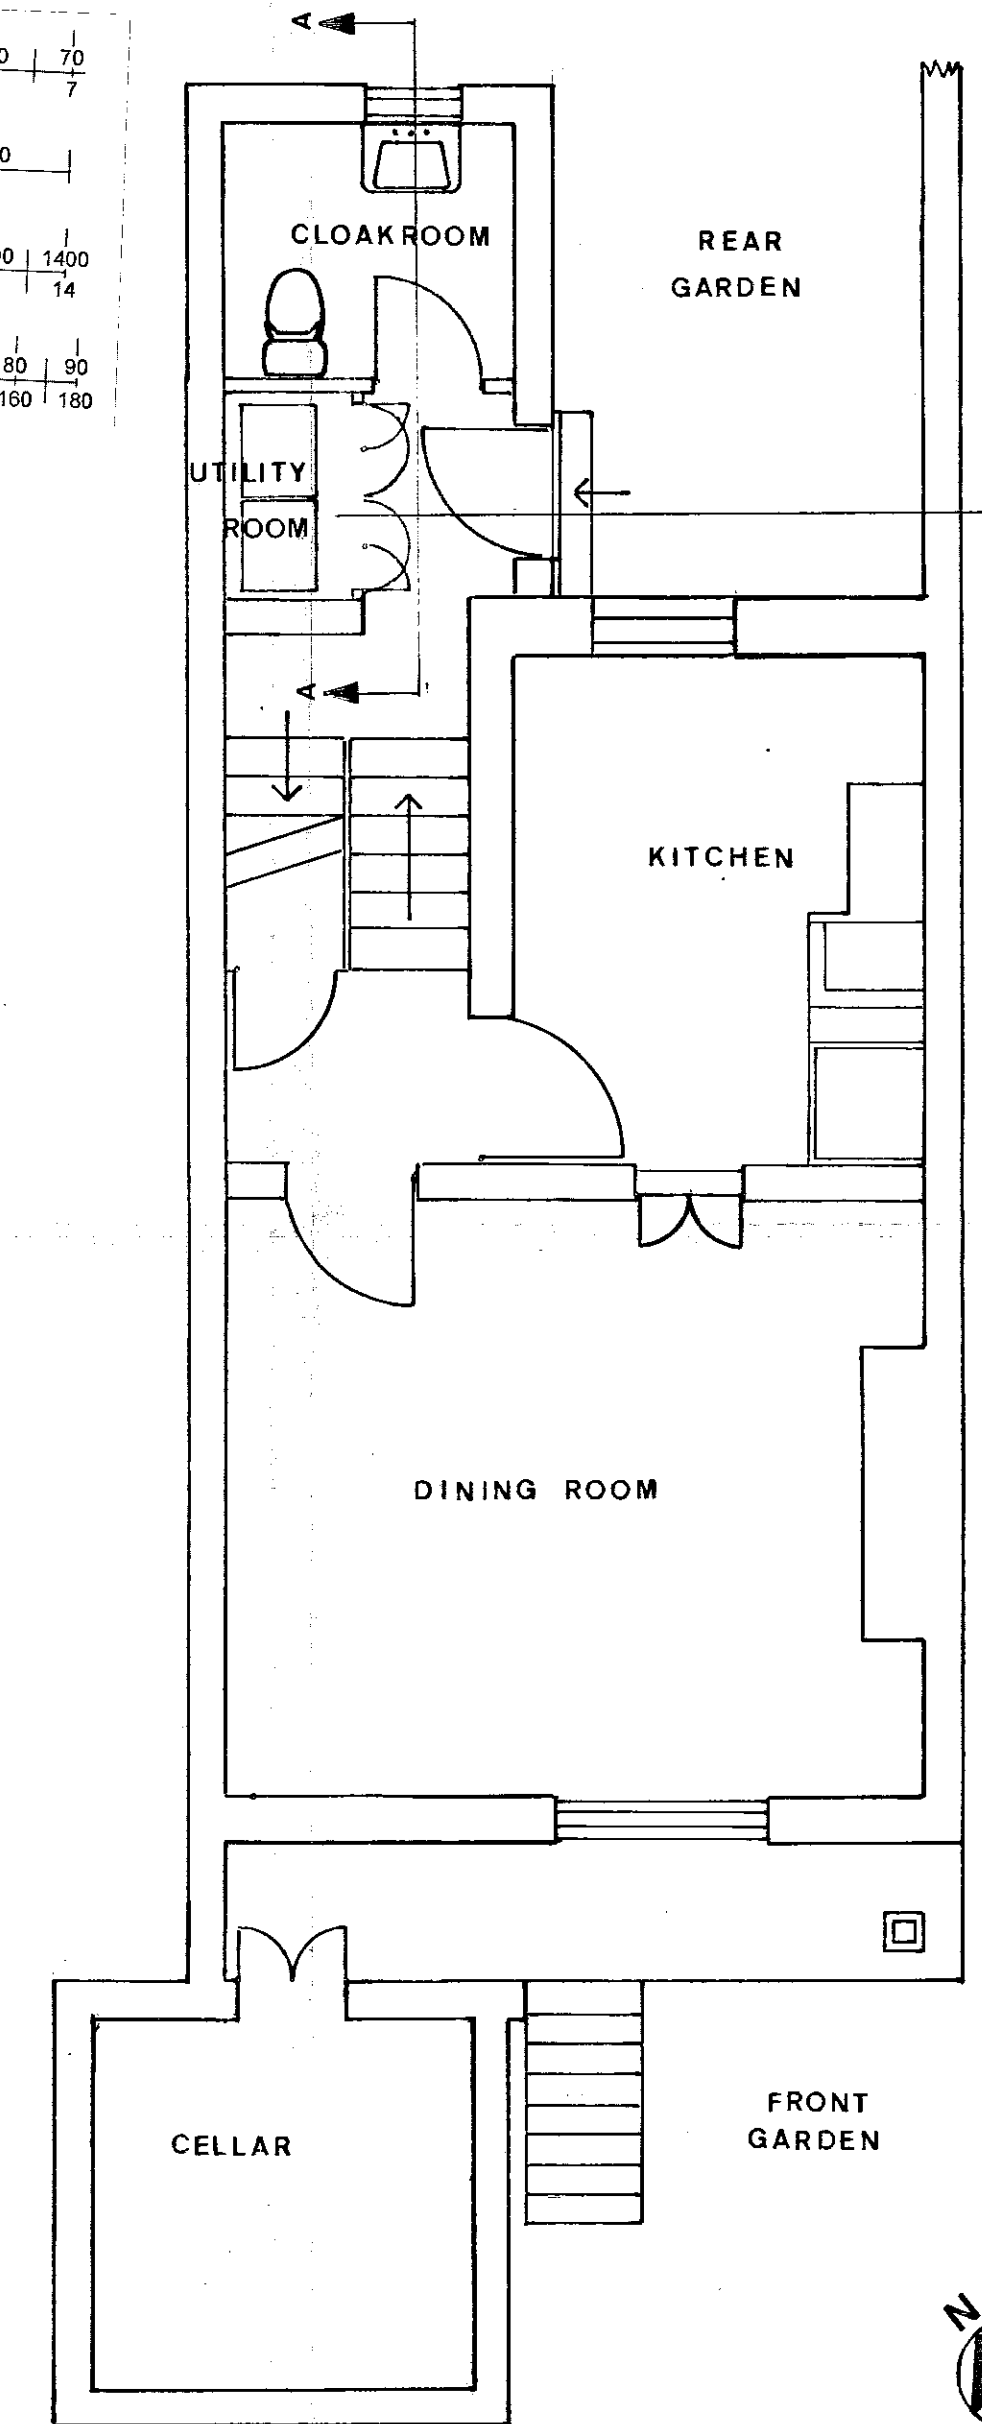 A
0 70
7
0
00 1400
14
80 90
160 180
CLOAKROOM
REAR
GARDEN
UTILITY
ROOM
A
KITCHEN
DINING ROOM
CELLAR
FRONT
GARDEN
N